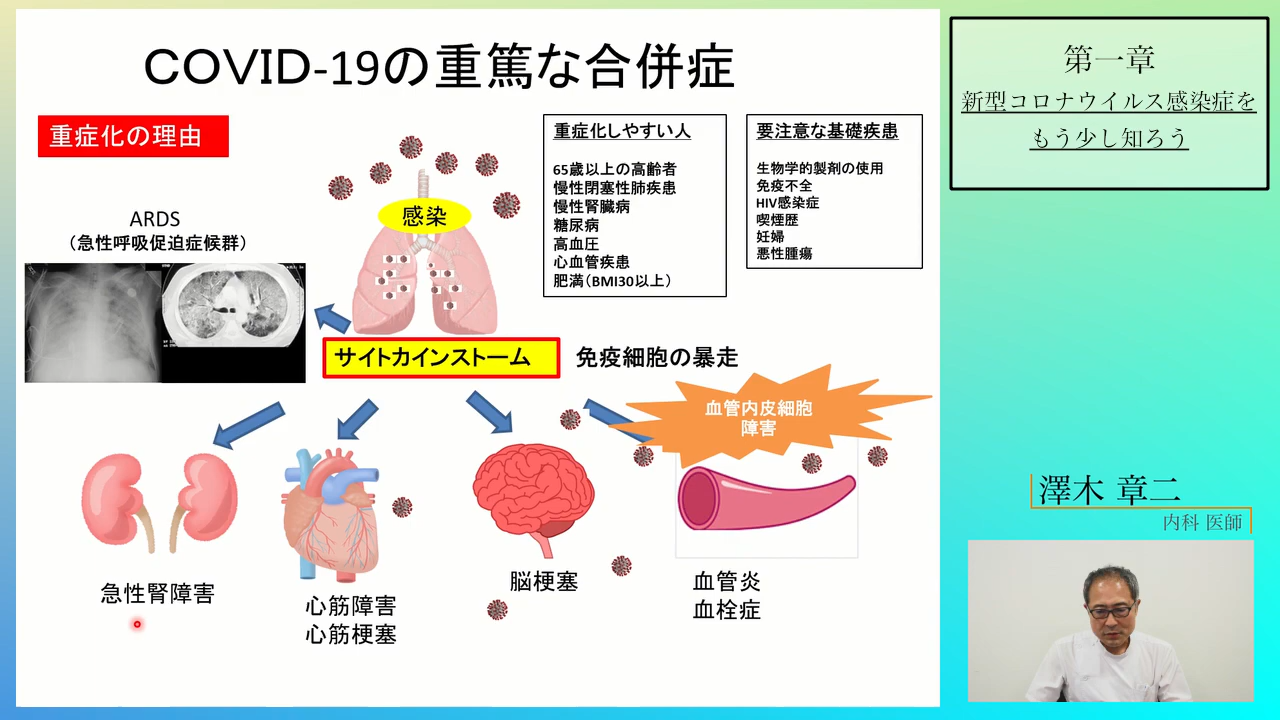 COVID-19の重篤な合併症
重症化の理由
ARDS
（急性呼吸促迫症候群）
感染
重症化しやすい人
65歳以上の高齢者
慢性閉塞性肺疾患
慢性腎臓病
糖尿病
高血圧
心血管疾患
肥満（BMI30以上）
要注意な基礎疾患
生物学的製剤の使用
免疫不全
HIV感染症
喫煙歴
妊婦
悪性腫瘍
サイトカインストーム
免疫細胞の暴走
血管内皮細胞
障害
急性腎障害
心筋障害
心筋梗塞
脳梗塞
血管炎
血栓症
第一章
新型コロナウイルス感染症を
もう少し知ろう
澤木 章二
内科 医師